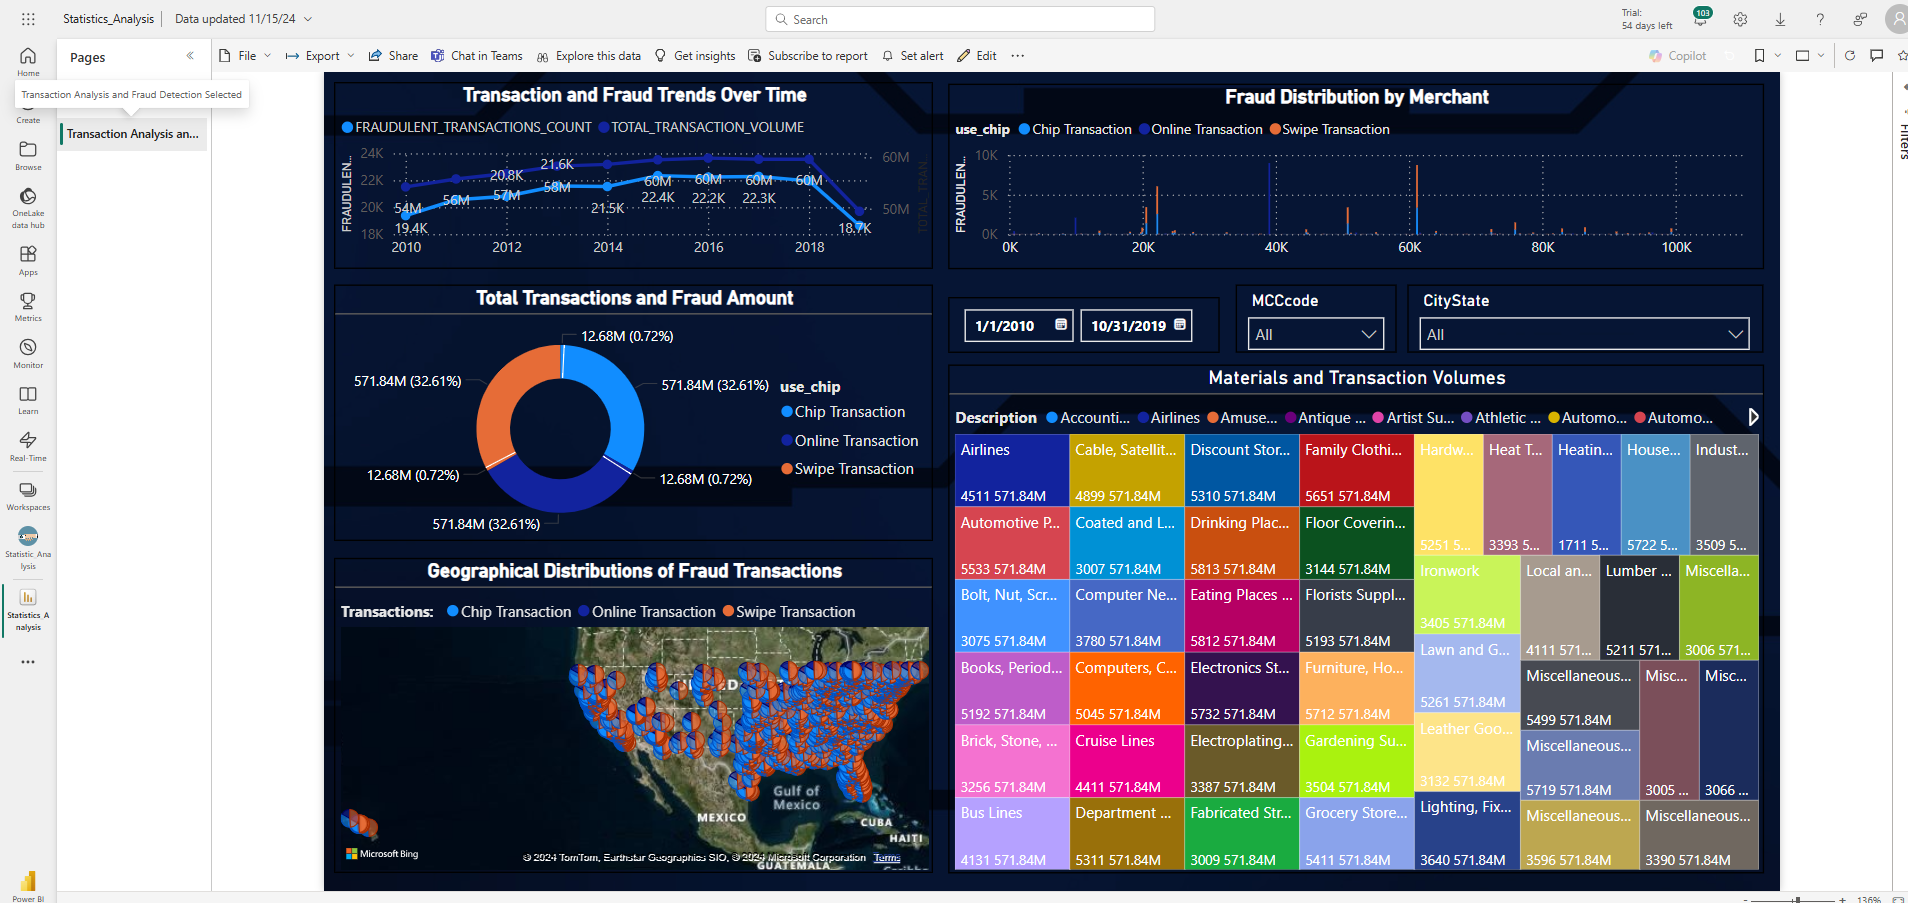 Statistics_Analysis
Data updated 11/15/24
Search
Trial:
54 days left
103
Home
Create
Browse
OneLake
data hub
Apps
Metrics
Monitor
Learn
Real-Time
Workspaces
Statistic_Ana
lysis
Statistics_A
nalysis
Power BI
Pages
Transaction Analysis and Fraud Detection Selected
Transaction Analysis an...
File
Export
Share
Chat in Teams
Explore this data
Get insights
Subscribe to report
Set alert
Edit
Copilot
Filters
Transaction and Fraud Trends Over Time
FRAUDULENT_TRANSACTIONS_COUNT
TOTAL_TRANSACTION_VOLUME
FRAUDULEN...
24K
22K
20K
18K
54M
19.4K
56M
20.8K
57M
21.6K
58M
21.5K
60M
22.4K
60M
22.2K
60M
22.3K
60M
18.7K
60M
50M
TOTAL_TRAN
2010
2012
2014
2016
2018
Fraud Distribution by Merchant
use_chip
Chip Transaction
Online Transaction
Swipe Transaction
FRAUDULEN...
10K
5K
0K
0K
20K
40K
60K
80K
100K
Total Transactions and Fraud Amount
12.68M (0.72%)
571.84M (32.61%)
571.84M (32.61%)
12.68M (0.72%)
12.68M (0.72%)
571.84M (32.61%)
use_chip
Chip Transaction
Online Transaction
Swipe Transaction
1/1/2010
10/31/2019
MCCcode
All
CityState
All
Geographical Distributions of Fraud Transactions
Transactions:
Chip Transaction
Online Transaction
Swipe Transaction
Gulf of
Mexico
MEXICO
CUBA
HAITI
GUATEMALA
Microsoft Bing
© 2024 TomTom, Earthstar Geographics SIO, © 2024 Microsoft Corporation
Terms
Materials and Transaction Volumes
Description
Accounti...
Airlines
Amuse...
Antique ...
Artist Su...
Athletic ...
Automo...
Automo...
Airlines
4511 571.84M
Automotive P...
5533 571.84M
Bolt, Nut, Scr...
3075 571.84M
Books, Period...
5192 571.84M
Brick, Stone, ...
3256 571.84M
Bus Lines
4131 571.84M
Cable, Satellit...
4899 571.84M
Coated and L...
3007 571.84M
Computer Ne...
3780 571.84M
Computers, C...
5045 571.84M
Cruise Lines
4411 571.84M
Department ...
5311 571.84M
Discount Stor...
5310 571.84M
Drinking Plac...
5813 571.84M
Eating Places ...
5812 571.84M
Electronics St...
5732 571.84M
Electroplating...
3387 571.84M
Fabricated Str...
3009 571.84M
Family Clothi...
5651 571.84M
Floor Coverin...
3144 571.84M
Florists Suppl...
5193 571.84M
Furniture, Ho...
5712 571.84M
Gardening Su...
3504 571.84M
Grocery Store...
5411 571.84M
Hardw...
5251 5...
Heat T...
3393 5...
Heatin...
1711 5...
House...
5722 5...
Indust...
3509 5...
Ironwork
3405 571.84M
Lawn and G...
5261 571.84M
Leather Goo...
3132 571.84M
Lighting, Fix...
3640 571.84M
Local an...
4111 571...
Lumber ...
5211 571...
Miscella...
3006 571...
Miscellaneous...
5499 571.84M
Miscellaneous...
5719 571.84M
Misc...
3005 ...
Misc...
3066 ...
Miscellaneous...
3596 571.84M
Miscellaneous...
3390 571.84M
136%